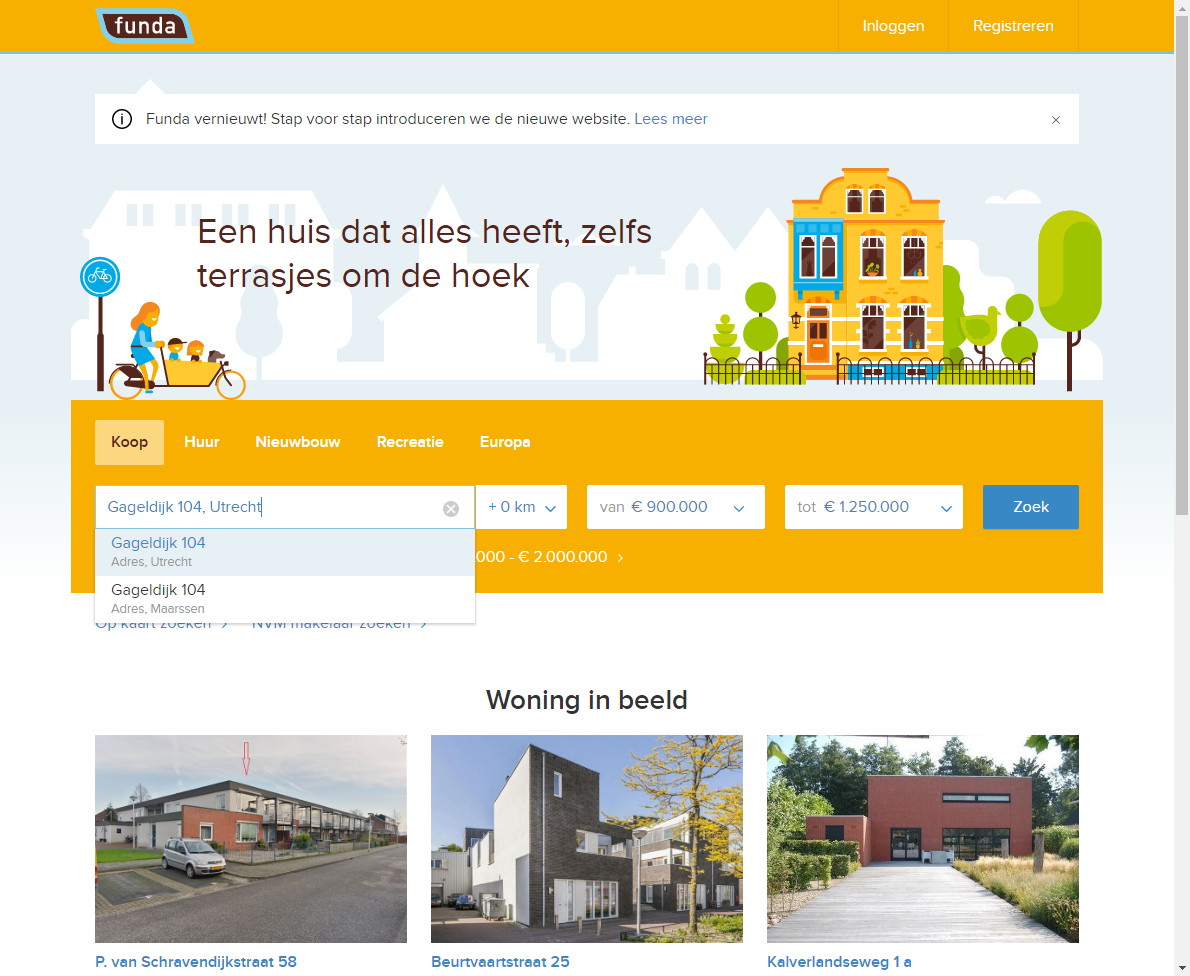 funda
Inloggen
Registreren
Funda vernieuwt! Stap voor stap introduceren we de nieuwe website. Lees meer
Een huis dat alles heeft, zelfs
terrasjes om de hoek
Koop
Huur
Nieuwbouw
Recreatie
Europa
Gageldijk 104, Utrecht
+ 0 km
van € 900.000
tot € 1.250.000
Zoek
Gageldijk 104
Adres, Utrecht
000 - € 2.000.000
Gageldijk 104
Adres, Maarssen
Op kaart zoeken
NVM makelaar zoeken
Woning in beeld
P. van Schravendijkstraat 58
Beurtvaartstraat 25
Kalverlandseweg 1 a